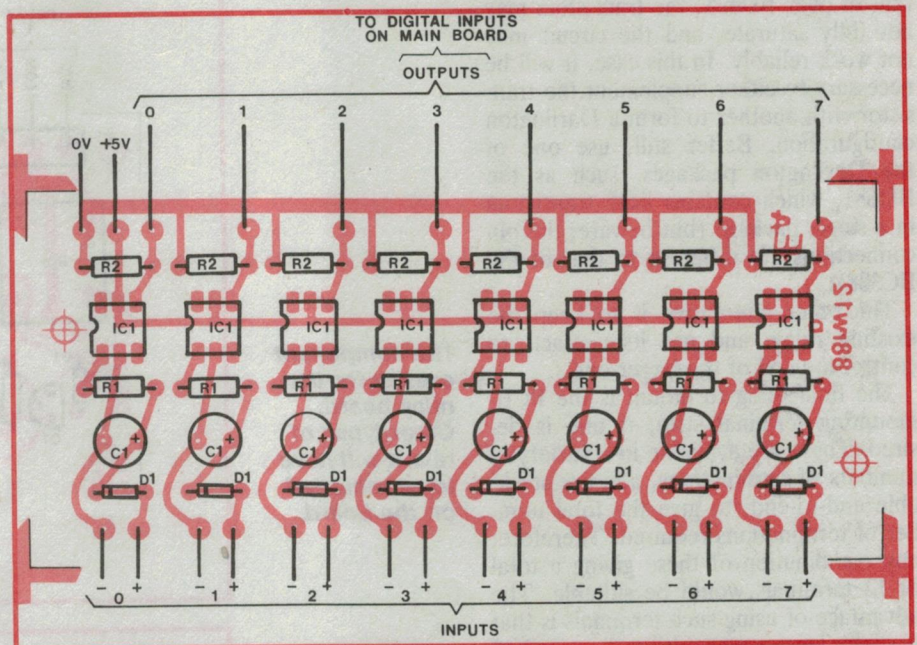 TO DIGITAL INPUTS
ON MAIN BOARD
OUTPUTS
0 1 2 3 4 5 6 7
0V +5V
R2 R2 R2 R2 R2 R2 R2 R2
IC1 IC1 IC1 IC1 IC1 IC1 IC1 IC1
R1 R1 R1 R1 R1 R1 R1 R1
+ + + + + + + +
C1 C1 C1 C1 C1 C1 C1 C1
D1 D1 D1 D1 D1 D1 D1 D1
- + - + - + - + - + - + - + - +
0 1 2 3 4 5 6 7
INPUTS